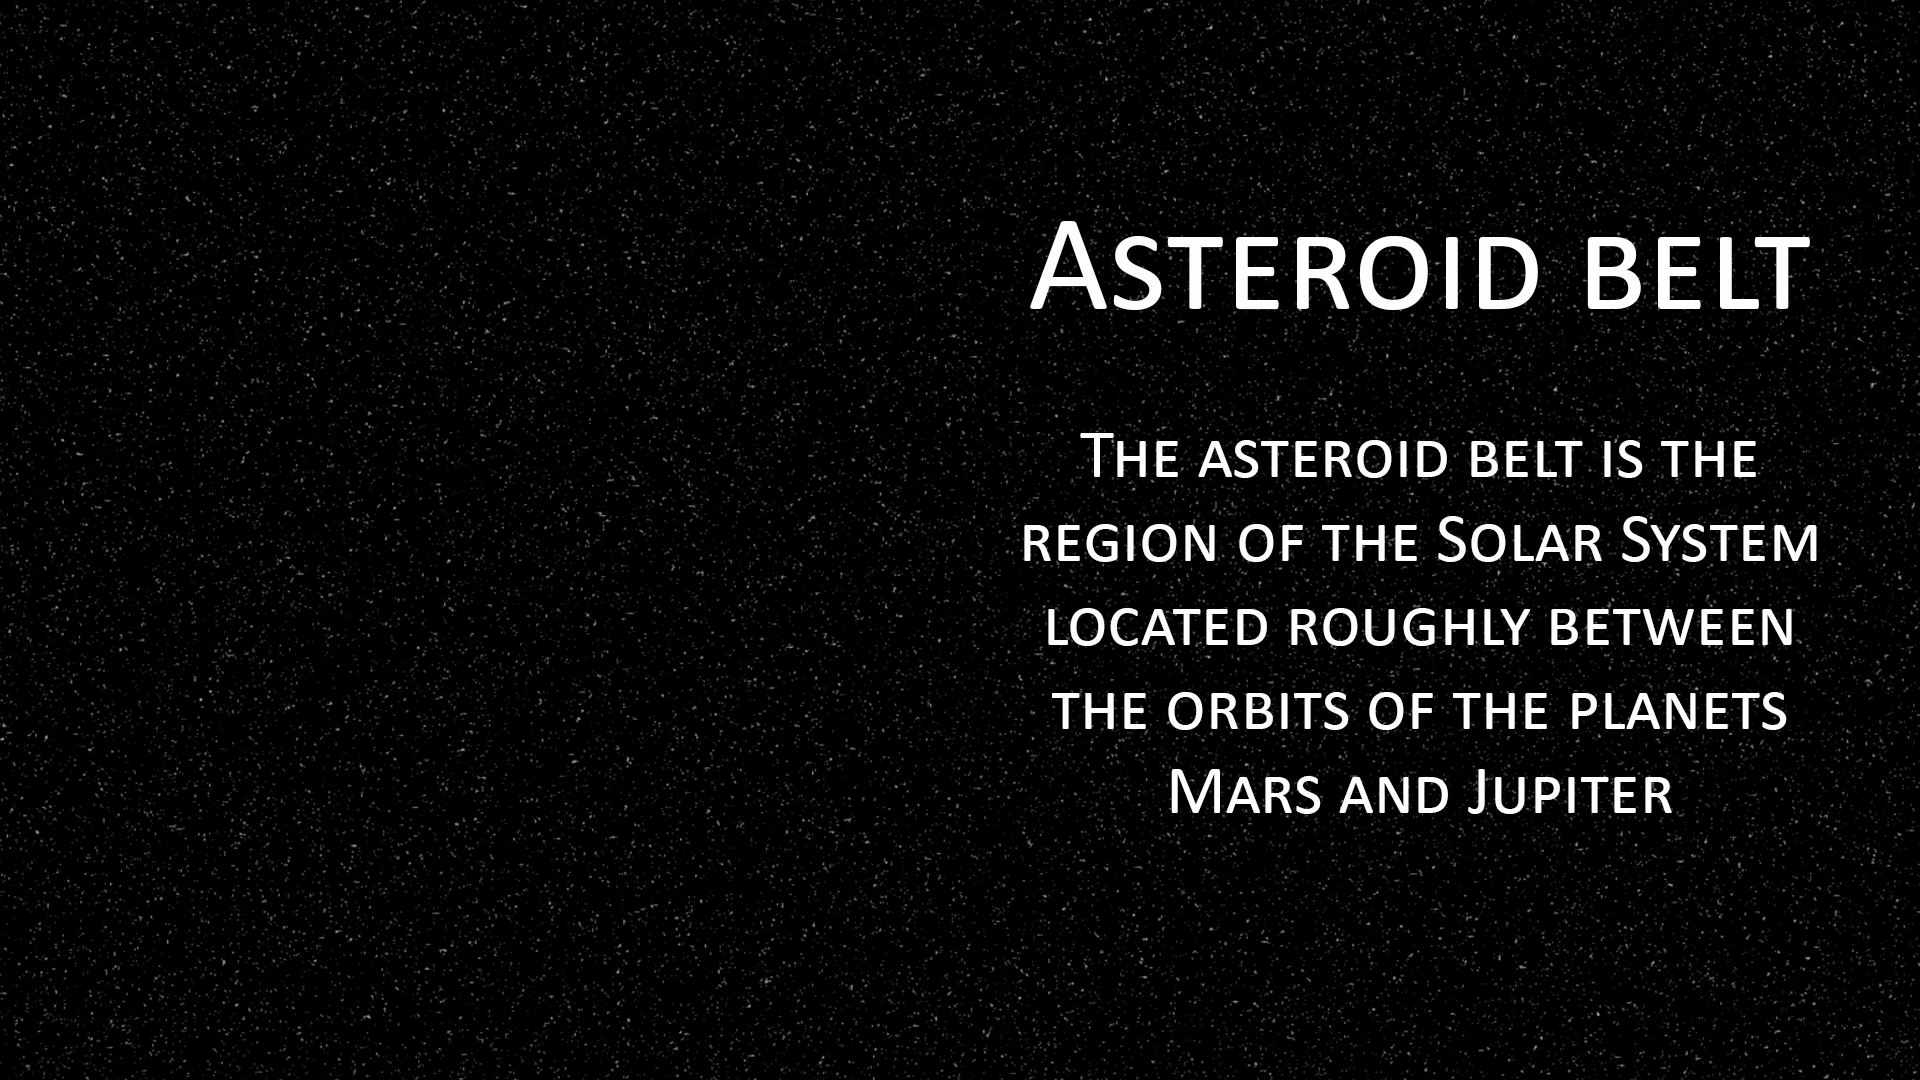 Asteroid belt
The asteroid belt is the
region of the Solar System
located roughly between
the orbits of the planets
Mars and Jupiter